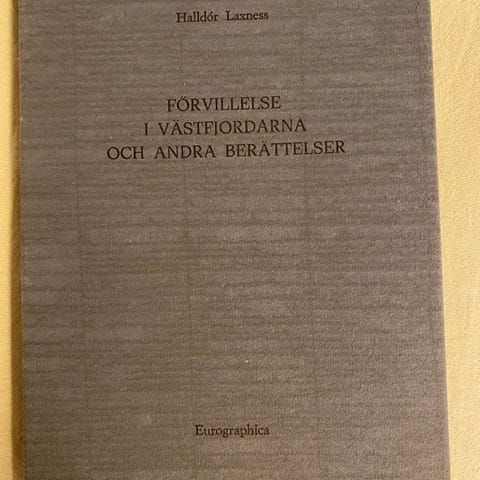 Halldór Laxness
FÖRVILLELSE
I VÄSTFJORDARNA
OCH ANDRA BERÄTTELSER
Eurographica